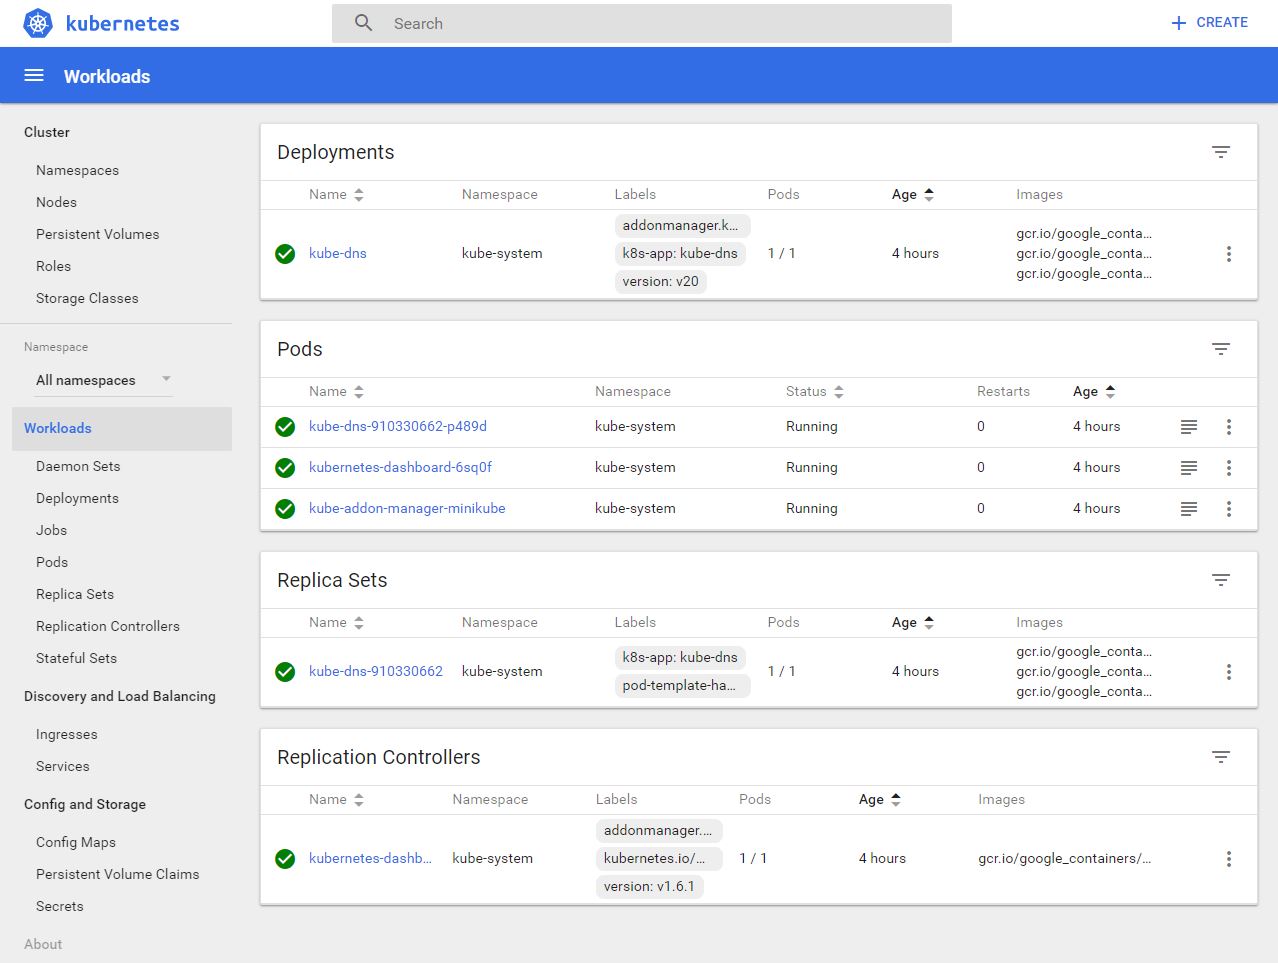 kubernetes
Search
CREATE
Workloads
Cluster
Namespaces
Nodes
Persistent Volumes
Roles
Storage Classes
Namespace
All namespaces
Workloads
Daemon Sets
Deployments
Jobs
Pods
Replica Sets
Replication Controllers
Stateful Sets
Discovery and Load Balancing
Ingresses
Services
Config and Storage
Config Maps
Persistent Volume Claims
Secrets
About
Deployments
Name Namespace Labels Pods Age Images
kube-dns kube-system addonmanager.k... 1 / 1 4 hours gcr.io/google_conta...
k8s-app: kube-dns gcr.io/google_conta...
version: v20 gcr.io/google_conta...
Pods
Name Namespace Status Restarts Age
kube-dns-910330662-p489d kube-system Running 0 4 hours
kubernetes-dashboard-6sq0f kube-system Running 0 4 hours
kube-addon-manager-minikube kube-system Running 0 4 hours
Replica Sets
Name Namespace Labels Pods Age Images
kube-dns-910330662 kube-system k8s-app: kube-dns 1 / 1 4 hours gcr.io/google_conta...
pod-template-ha... gcr.io/google_conta...
gcr.io/google_conta...
Replication Controllers
Name Namespace Labels Pods Age Images
kubernetes-dashb... kube-system addonmanager.... 1 / 1 4 hours gcr.io/google_containers/...
kubernetes.io/...
version: v1.6.1